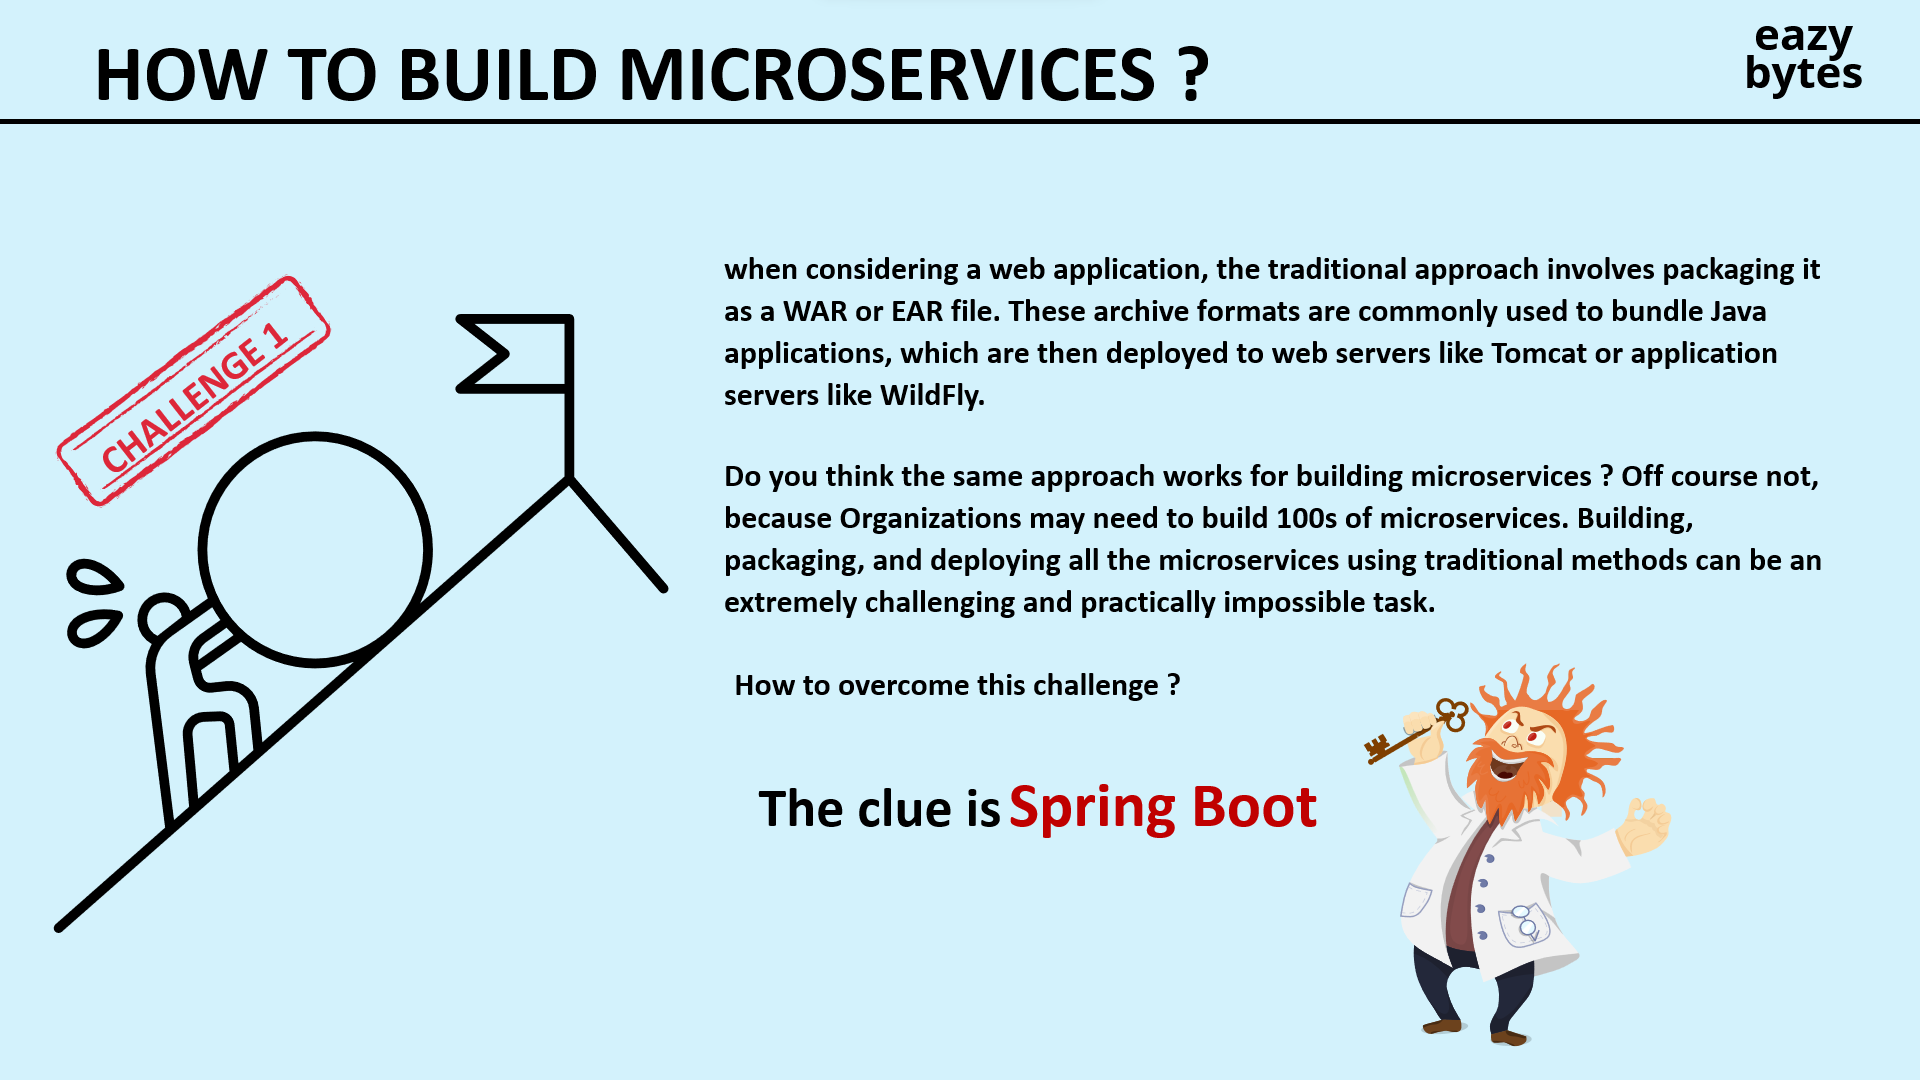 HOW TO BUILD MICROSERVICES ?
eazy
bytes
CHALLENGE 1
when considering a web application, the traditional approach involves packaging it
as a WAR or EAR file. These archive formats are commonly used to bundle Java
applications, which are then deployed to web servers like Tomcat or application
servers like WildFly.
Do you think the same approach works for building microservices ? Off course not,
because Organizations may need to build 100s of microservices. Building,
packaging, and deploying all the microservices using traditional methods can be an
extremely challenging and practically impossible task.
How to overcome this challenge ?
The clue is Spring Boot